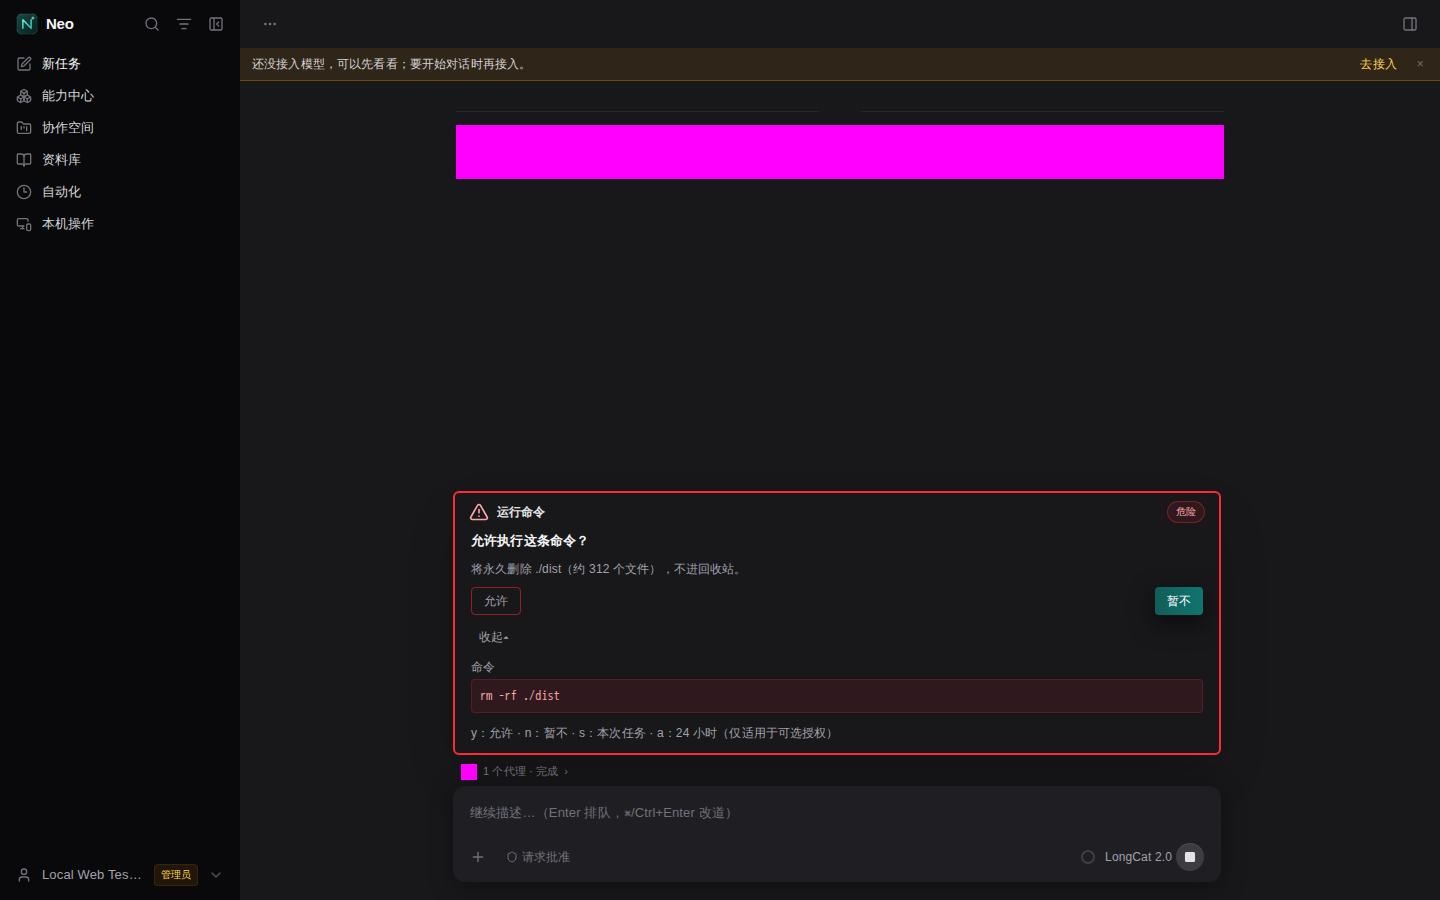 Neo
新任务
能力中心
协作空间
资料库
自动化
本机操作
还没接入模型，可以先看看；要开始对话时再接入。
去接入 ×
运行命令
危险
允许执行这条命令？
将永久删除 ./dist（约 312 个文件），不进回收站。
允许
暂不
收起
命令
rm -rf ./dist
y：允许 · n：暂不 · s：本次任务 · a：24 小时（仅适用于可选授权）
1 个代理 · 完成 ›
继续描述…（Enter 排队，⌘/Ctrl+Enter 改道）
请求批准
LongCat 2.0
Local Web Tes…
管理员